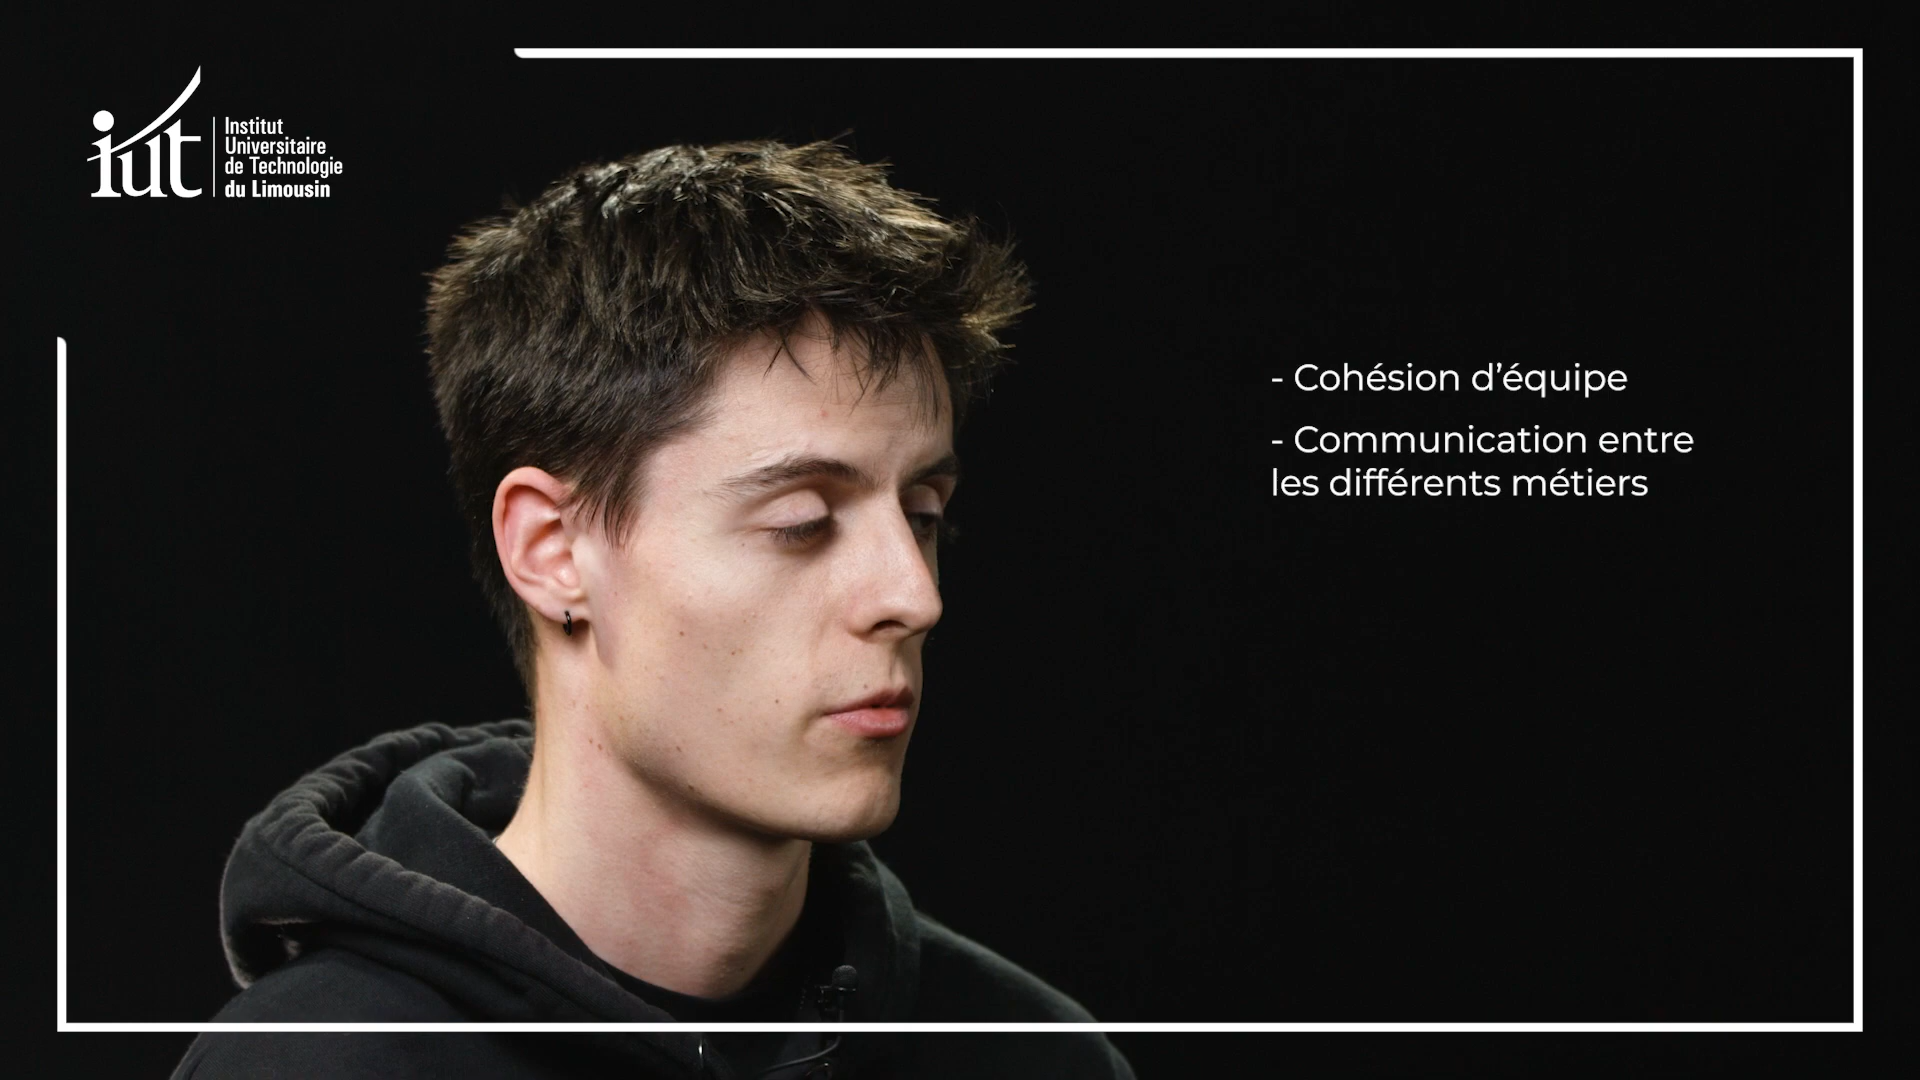 iut
Institut
Universitaire
de Technologie
du Limousin
- Cohésion d’équipe
- Communication entre
les différents métiers